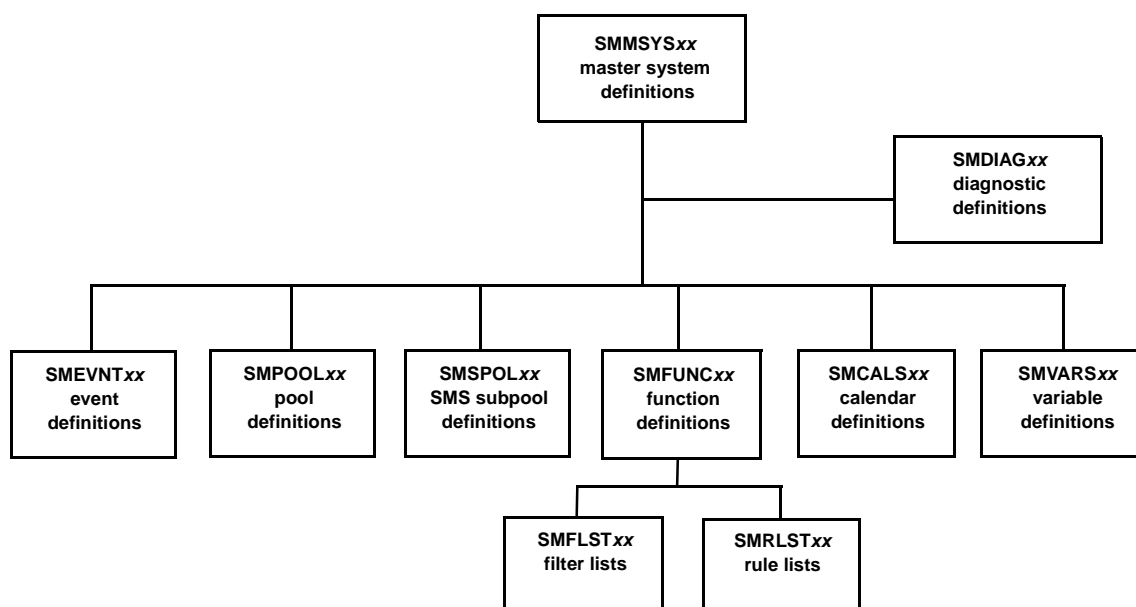 SMMSYSxx
master system
definitions
SMDIAGxx
diagnostic
definitions
SMEVNTxx
event
definitions
SMPOOLxx
pool
definitions
SMSPOLxx
SMS subpool
definitions
SMFUNCxx
function
definitions
SMCALSxx
calendar
definitions
SMVARSxx
variable
definitions
SMFLSTxx
filter lists
SMRLSTxx
rule lists